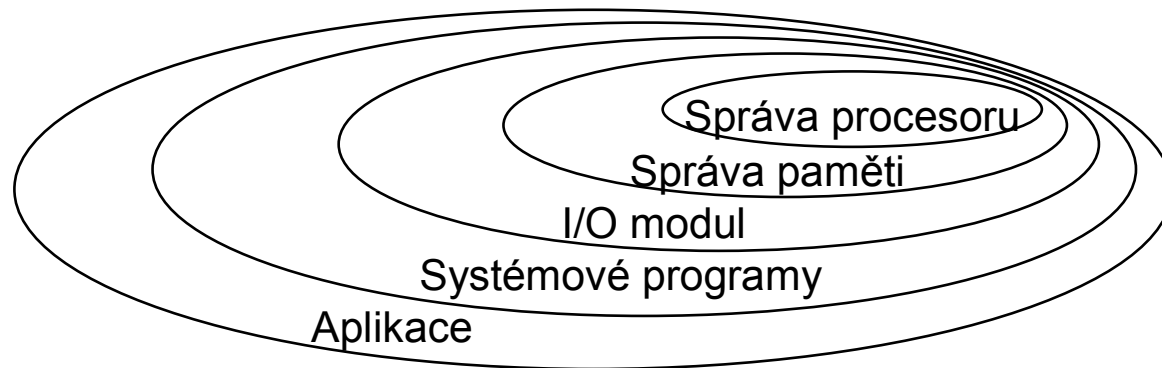 Správa procesoru
Správa paměti
I/O modul
Systémové programy
Aplikace